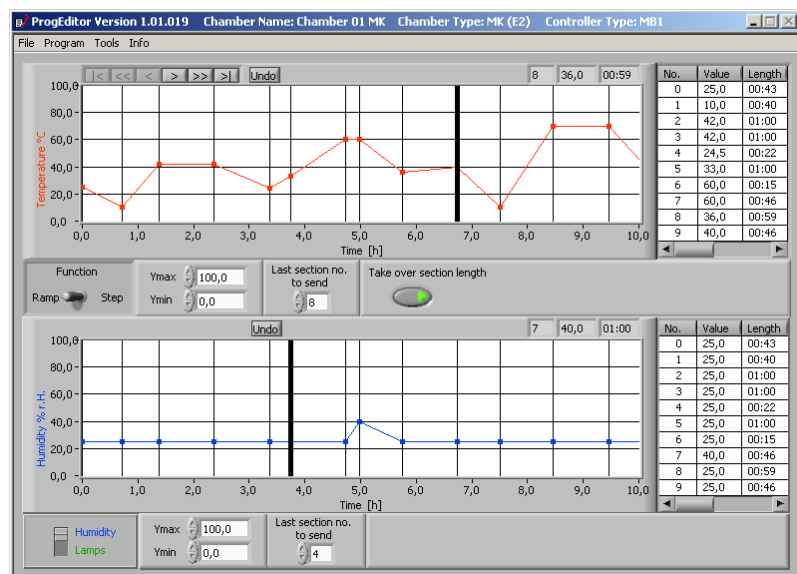 ProgEditor Version 1.01.019 Chamber Name: Chamber 01 MK Chamber Type: MK (E2) Controller Type: MB1
File Program Tools Info
|< << < > >> >| Undo 8 36,0 00:59
100,0
80,0
60,0
40,0
20,0
0,0
Temperature °C
0,0 1,0 2,0 3,0 4,0 5,0 6,0 7,0 8,0 9,0 10,0
Time [h]
No. Value Length
0 25,0 00:43
1 10,0 00:40
2 42,0 01:00
3 42,0 01:00
4 24,5 00:22
5 33,0 01:00
6 60,0 00:15
7 60,0 00:46
8 36,0 00:59
9 40,0 00:46
Function
Ramp Step
Ymax 100,0
Ymin 0,0
Last section no.
to send
8
Take over section length
Undo 7 40,0 01:00
100,0
80,0
60,0
40,0
20,0
0,0
Humidity % r.H.
0,0 1,0 2,0 3,0 4,0 5,0 6,0 7,0 8,0 9,0 10,0
Time [h]
No. Value Length
0 25,0 00:43
1 25,0 00:40
2 25,0 01:00
3 25,0 01:00
4 25,0 00:22
5 25,0 01:00
6 25,0 00:15
7 40,0 00:46
8 25,0 00:59
9 25,0 00:46
Humidity
Lamps
Ymax 100,0
Ymin 0,0
Last section no.
to send
4